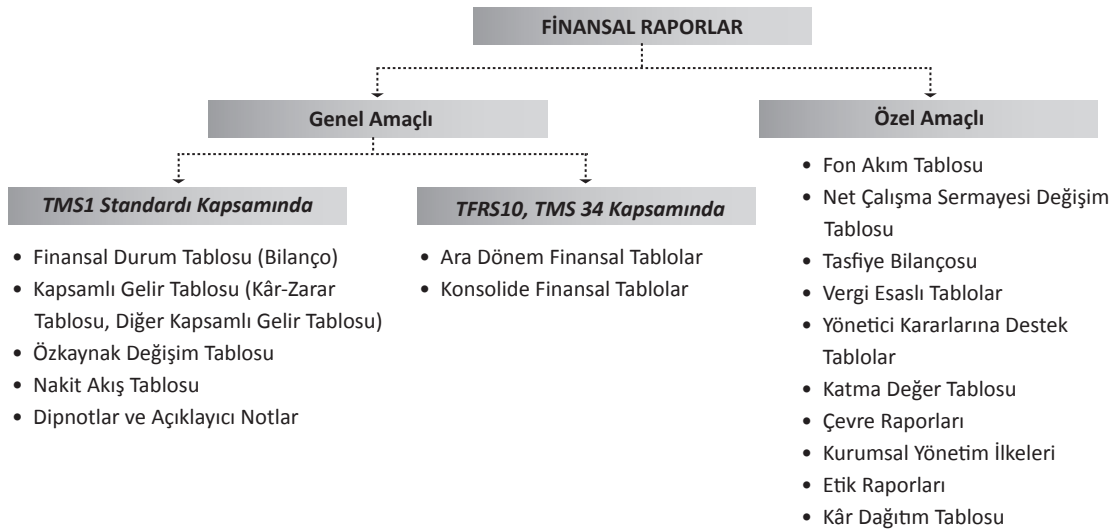 FİNANSAL RAPORLAR
Genel Amaçlı
TMS1 Standardı Kapsamında
• Finansal Durum Tablosu (Bilanço)
• Kapsamlı Gelir Tablosu (Kâr-Zarar
Tablosu, Diğer Kapsamlı Gelir Tablosu)
• Özkaynak Değişim Tablosu
• Nakit Akış Tablosu
• Dipnotlar ve Açıklayıcı Notlar
TFRS10, TMS 34 Kapsamında
• Ara Dönem Finansal Tablolar
• Konsolide Finansal Tablolar
Özel Amaçlı
• Fon Akım Tablosu
• Net Çalışma Sermayesi Değişim
Tablosu
• Tasfiye Bilançosu
• Vergi Esaslı Tablolar
• Yönetici Kararlarına Destek
Tablolar
• Katma Değer Tablosu
• Çevre Raporları
• Kurumsal Yönetim İlkeleri
• Etik Raporları
• Kâr Dağıtım Tablosu